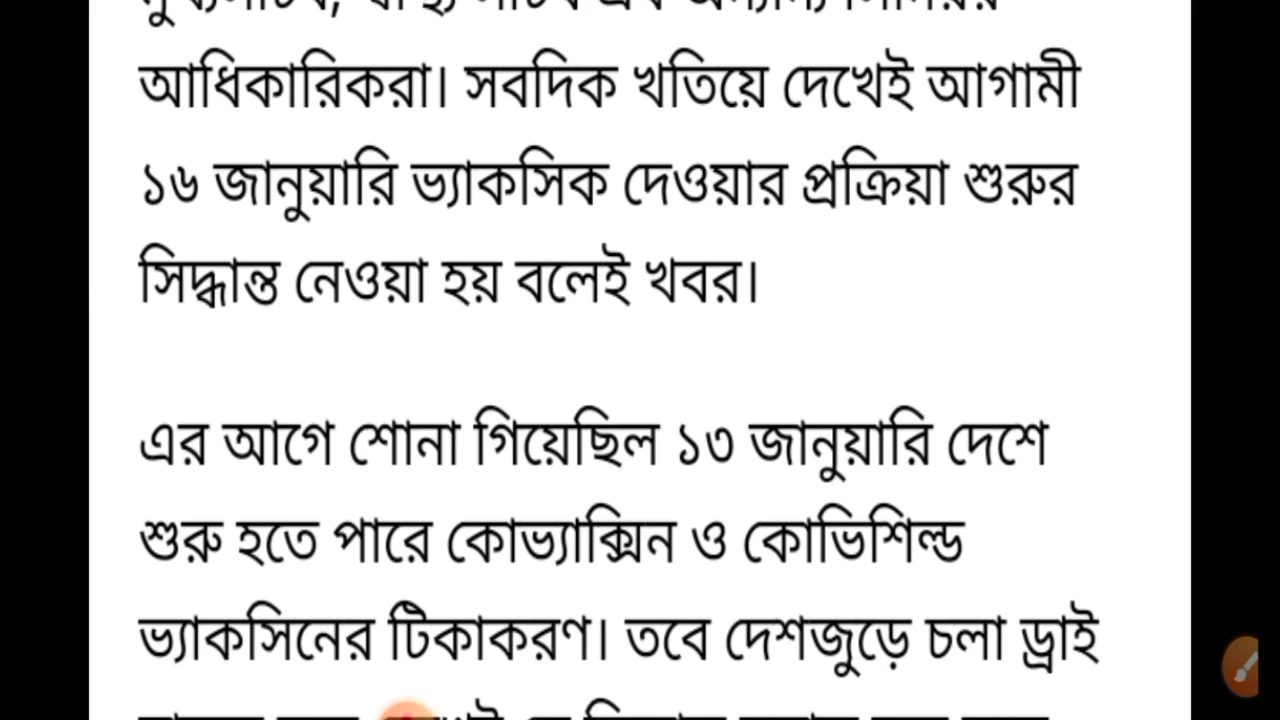 আধিকারিকরা। সবদিক খতিয়ে দেখেই আগামী
১৬ জানুয়ারি ভ্যাকসিক দেওয়ার প্রক্রিয়া শুরুর
সিদ্ধান্ত নেওয়া হয় বলেই খবর।
এর আগে শোনা গিয়েছিল ১৩ জানুয়ারি দেশে
শুরু হতে পারে কোভ্যাক্সিন ও কোভিশিল্ড
ভ্যাকসিনের টিকাকরণ। তবে দেশজুড়ে চলা ড্রাই